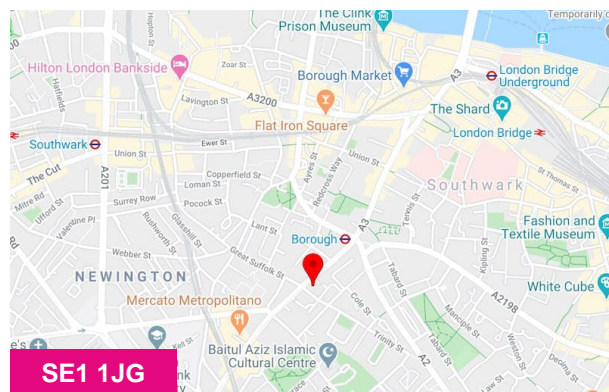 The Clink
Prison Museum
Temporarily c
Hopton St
Zoar St
Hilton London Bankside
Borough Market
A3
London Bridge
Underground
Hatfields
Lavington St
A3200
The Shard
Flat Iron Square
London Bridge
Southwark
Ewer St
Union St
Ayres St
Redcross Way
Union St
St Thomas St
The Cut
A201
Copperfield St
Loman St
Southwark
Mitre Rd
Ufford St
Surrey Row
Pocock St
Fashion and
Textile Museum
Valentine Pl
Rushworth St
Glasshill St
Lant St
A3
Borough
Kipling St
Webber St
Great Suffolk St
Tabard St
NEWINGTON
White Cube
A2198
Mercato Metropolitano
Cole St
Tabard St
Manciple St
Trinity St
Baitul Aziz Islamic
Cultural Centre
A2
SE1 1JG